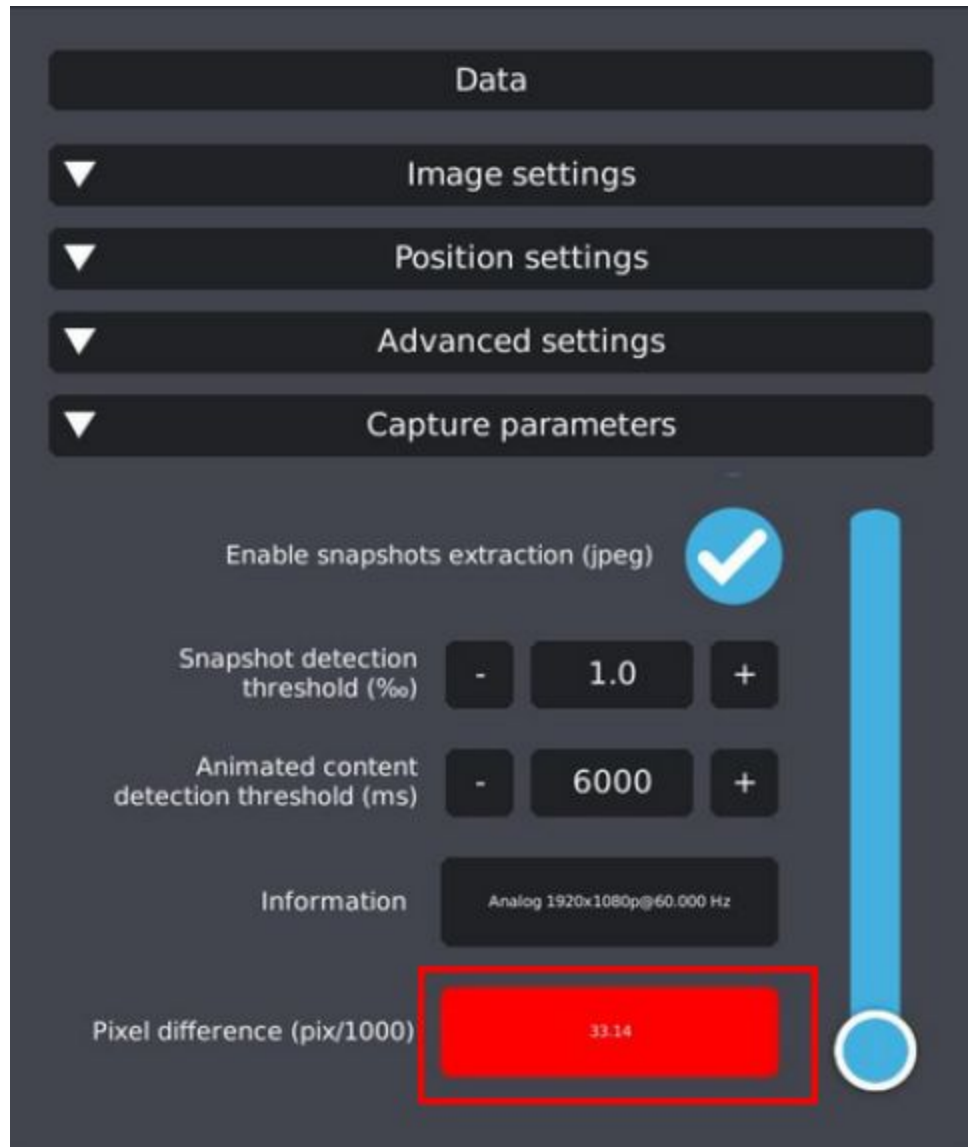 Data
Image settings
Position settings
Advanced settings
Capture parameters
Enable snapshots extraction (jpeg)
Snapshot detection
threshold (‰)
- 1.0 +
Animated content
detection threshold (ms)
- 6000 +
Information
Analog 1920x1080p@60.000 Hz
Pixel difference (pix/1000)
33.14